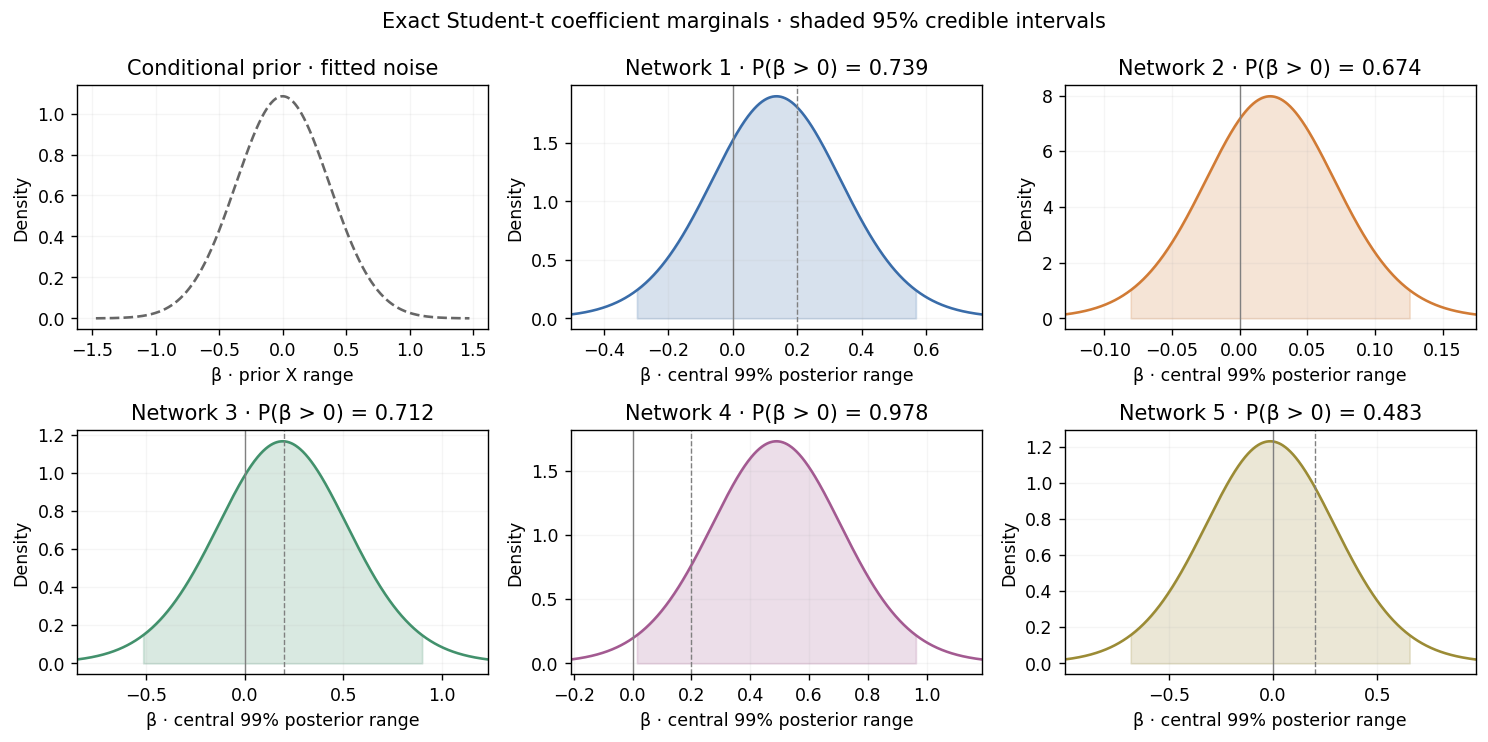 Exact Student-t coefficient marginals · shaded 95% credible intervals
Conditional prior · fitted noise
Density
1.0
0.8
0.6
0.4
0.2
0.0
−1.5 −1.0 −0.5 0.0 0.5 1.0 1.5
β · prior X range
Network 1 · P(β > 0) = 0.739
Density
1.5
1.0
0.5
0.0
−0.4 −0.2 0.0 0.2 0.4 0.6
β · central 99% posterior range
Network 2 · P(β > 0) = 0.674
Density
8
6
4
2
0
−0.10 −0.05 0.00 0.05 0.10 0.15
β · central 99% posterior range
Network 3 · P(β > 0) = 0.712
Density
1.2
1.0
0.8
0.6
0.4
0.2
0.0
−0.5 0.0 0.5 1.0
β · central 99% posterior range
Network 4 · P(β > 0) = 0.978
Density
1.5
1.0
0.5
0.0
−0.2 0.0 0.2 0.4 0.6 0.8 1.0
β · central 99% posterior range
Network 5 · P(β > 0) = 0.483
Density
1.2
1.0
0.8
0.6
0.4
0.2
0.0
−0.5 0.0 0.5
β · central 99% posterior range